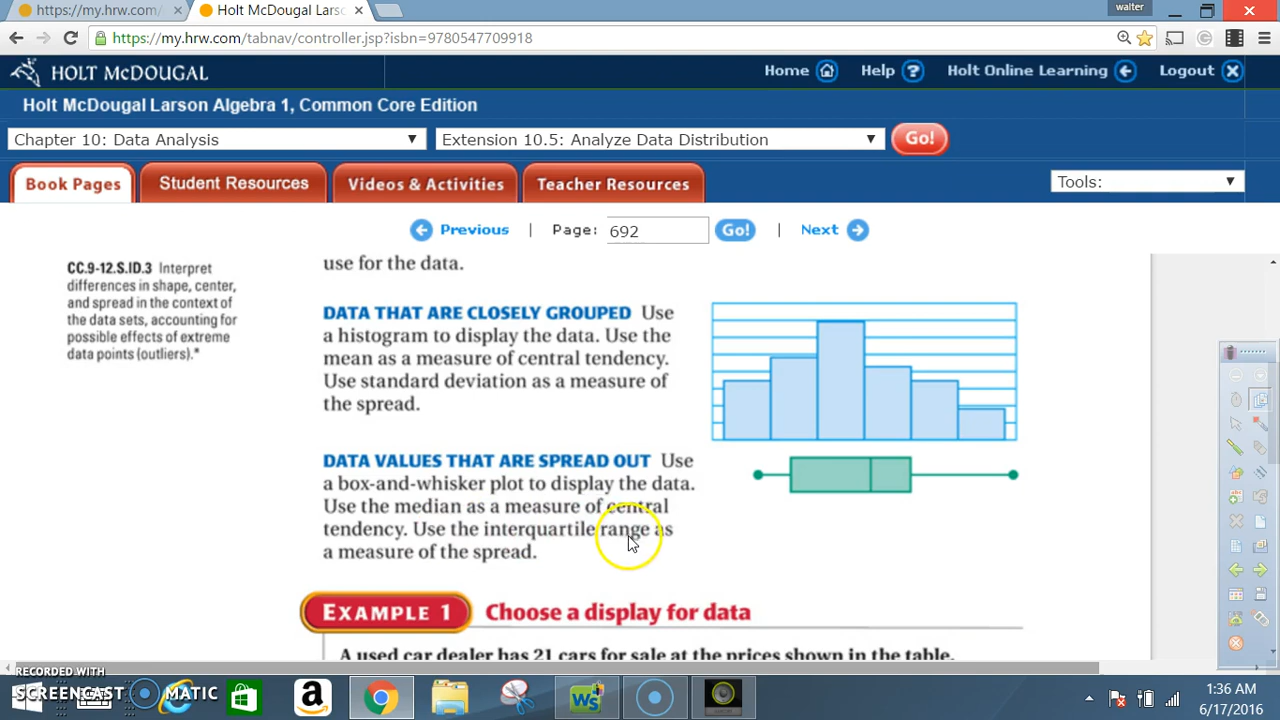 https://my.hrw.com/tabnav/ Holt McDougal Larso walter
https://my.hrw.com/tabnav/controller.jsp?isbn=9780547709918
HOLT MCDOUGAL Home Help ? Holt Online Learning Logout
Holt McDougal Larson Algebra 1, Common Core Edition
Chapter 10: Data Analysis Extension 10.5: Analyze Data Distribution Go!
Book Pages Student Resources Videos & Activities Teacher Resources Tools:
Previous | Page: 692 Go! | Next
use for the data.
CC.9-12.S.ID.3 Interpret
differences in shape, center,
and spread in the context of
the data sets, accounting for
possible effects of extreme
data points (outliers).*
DATA THAT ARE CLOSELY GROUPED Use
a histogram to display the data. Use the
mean as a measure of central tendency.
Use standard deviation as a measure of
the spread.
DATA VALUES THAT ARE SPREAD OUT Use
a box-and-whisker plot to display the data.
Use the median as a measure of central
tendency. Use the interquartile range as
a measure of the spread.
EXAMPLE 1 Choose a display for data
A used car dealer has 21 cars for sale at the prices shown in the table.
RECORDED WITH
SCREENCAST MATIC
a
WS
1:36 AM
6/17/2016